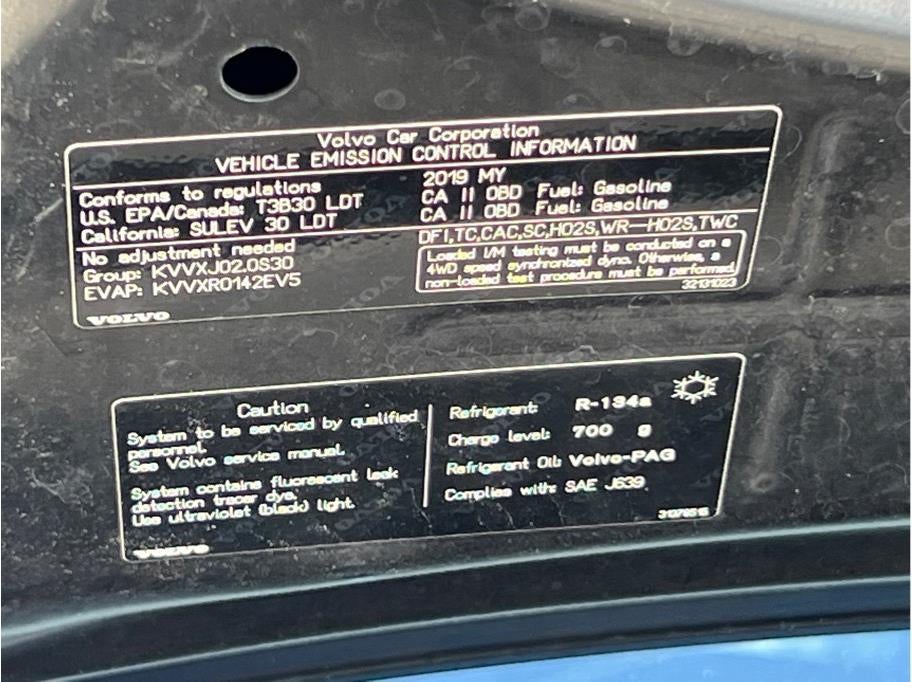 Volvo Car Corporation
VEHICLE EMISSION CONTROL INFORMATION
Conforms to regulations
U.S. EPA/Canada: T3B30 LDT
California: SULEV 30 LDT
2019 MY
CA II OBD Fuel: Gasoline
CA II OBD Fuel: Gasoline
No adjustment needed
Group: KVVXJ02.0S30
EVAP: KVVXR0142EV5
DFI,TC,CAC,SC,HO2S,WR-HO2S,TWC
Loaded I/M testing must be conducted on a
4WD speed synchronized dyno. Otherwise, a
non-loaded test procedure must be performed.
32131023
VOLVO
Caution
System to be serviced by qualified
personnel.
See Volvo service manual.
System contains fluorescent leak
detection tracer dye.
Use ultraviolet (black) light.
Refrigerant: R-134a
Charge level: 700 g
Refrigerant Oil: Volvo-PAG
Complies with: SAE J639
VOLVO